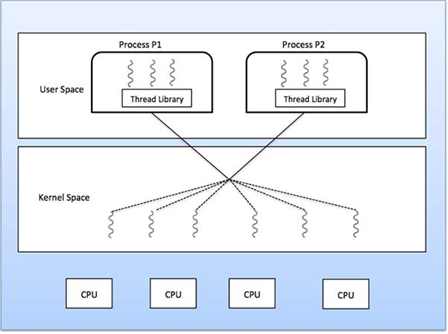 Process P1
Process P2
User Space
Thread Library
Thread Library
Kernel Space
CPU
CPU
CPU
CPU